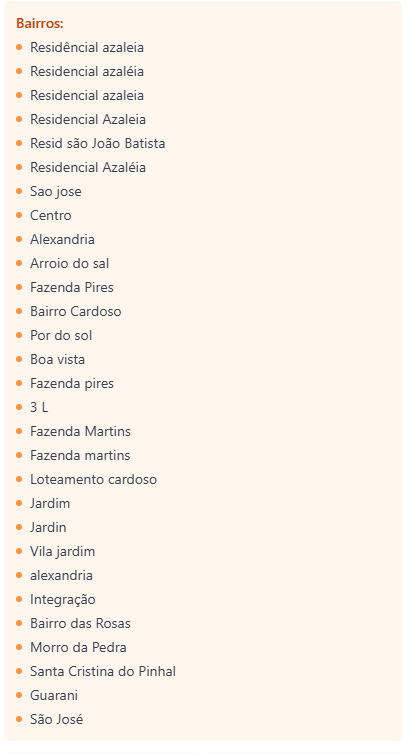 Bairros:
Residêncial azaleia
Residencial azaléia
Residencial azaleia
Residencial Azaleia
Resid são João Batista
Residencial Azaléia
Sao jose
Centro
Alexandria
Arroio do sal
Fazenda Pires
Bairro Cardoso
Por do sol
Boa vista
Fazenda pires
3 L
Fazenda Martins
Fazenda martins
Loteamento cardoso
Jardim
Jardin
Vila jardim
alexandria
Integração
Bairro das Rosas
Morro da Pedra
Santa Cristina do Pinhal
Guarani
São José